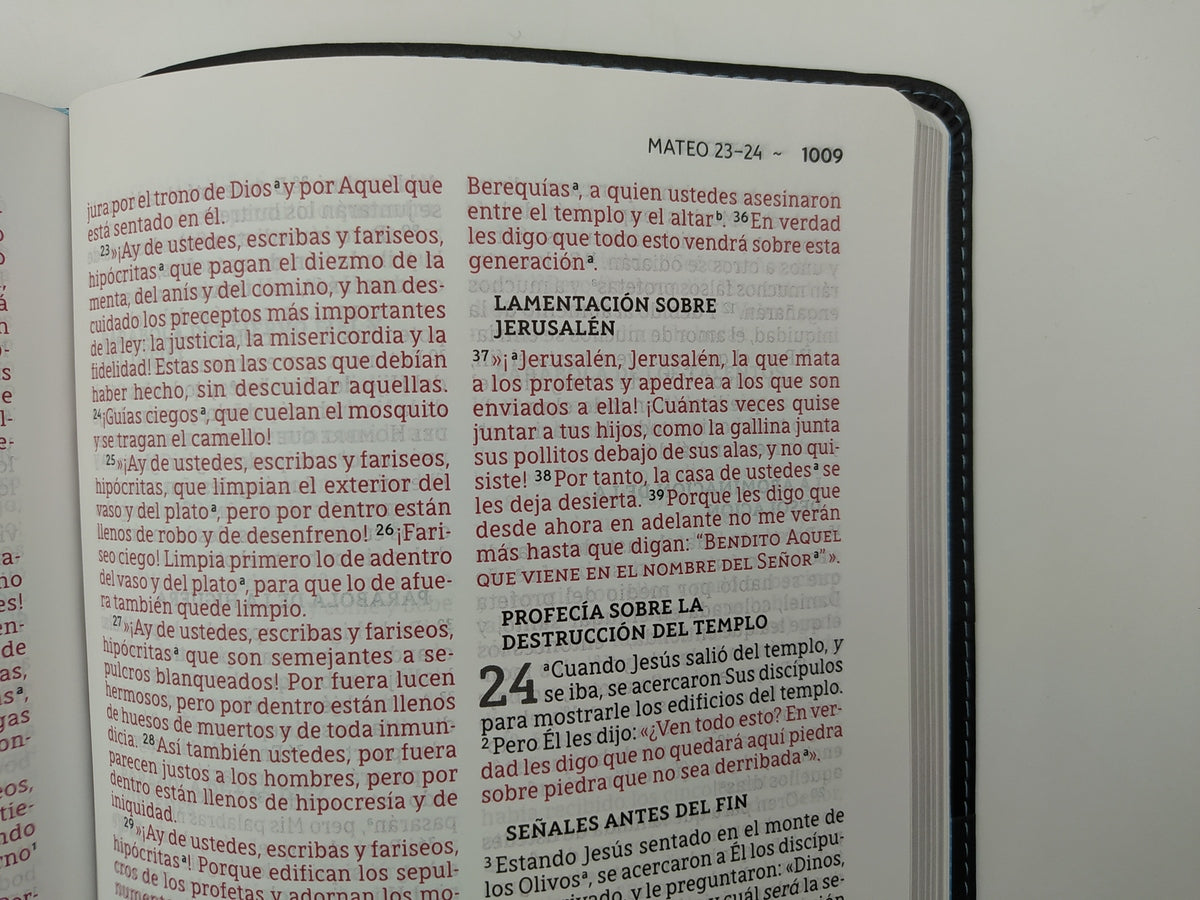 MATEO 23–24 ~ 1009
jura por el trono de Diosª y por Aquel que
está sentado en él.
23»¡Ay de ustedes, escribas y fariseos,
hipócritasª que pagan el diezmo de la
menta, del anís y del comino, y han des-
cuidado los preceptos más importantes
de la ley: la justicia, la misericordia y la
fidelidad! Estas son las cosas que debían
haber hecho, sin descuidar aquellas.
24¡Guías ciegosª, que cuelan el mosquito
y se tragan el camello!
25»¡Ay de ustedes, escribas y fariseos,
hipócritas, que limpian el exterior del
vaso y del platoª, pero por dentro están
llenos de robo y de desenfreno! 26¡Fari-
seo ciego! Limpia primero lo de adentro
del vaso y del platoª, para que lo de afue-
ra también quede limpio.
27»¡Ay de ustedes, escribas y fariseos,
hipócritasª que son semejantes a se-
pulcros blanqueados! Por fuera lucen
hermosos, pero por dentro están llenos
de huesos de muertos y de toda inmun-
dicia. 28Así también ustedes, por fuera
parecen justos a los hombres, pero por
dentro están llenos de hipocresía y de
iniquidad.
29»¡Ay de ustedes, escribas y fariseos,
hipócritasª! Porque edifican los sepul-
cros de los profetas y adornan los mo-
Berequíasª, a quien ustedes asesinaron
entre el templo y el altarᵇ. 36En verdad
les digo que todo esto vendrá sobre esta
generaciónª.
LAMENTACIÓN SOBRE
JERUSALÉN
37»¡ªJerusalén, Jerusalén, la que mata
a los profetas y apedrea a los que son
enviados a ella! ¡Cuántas veces quise
juntar a tus hijos, como la gallina junta
sus pollitos debajo de sus alas, y no qui-
siste! 38Por tanto, la casa de ustedesª se
les deja desierta. 39Porque les digo que
desde ahora en adelante no me verán
más hasta que digan: “BENDITO AQUEL
QUE VIENE EN EL NOMBRE DEL SEÑORª”».
PROFECÍA SOBRE LA
DESTRUCCIÓN DEL TEMPLO
24 ªCuando Jesús salió del templo, y
se iba, se acercaron Sus discípulos
para mostrarle los edificios del templo.
2Pero Él les dijo: «¿Ven todo esto? En ver-
dad les digo que no quedará aquí piedra
sobre piedra que no sea derribadaª».
SEÑALES ANTES DEL FIN
3Estando Jesús sentado en el monte de
los Olivosª, se acercaron a Él los discípu-
y le preguntaron: «Dinos,
cuál será la se-